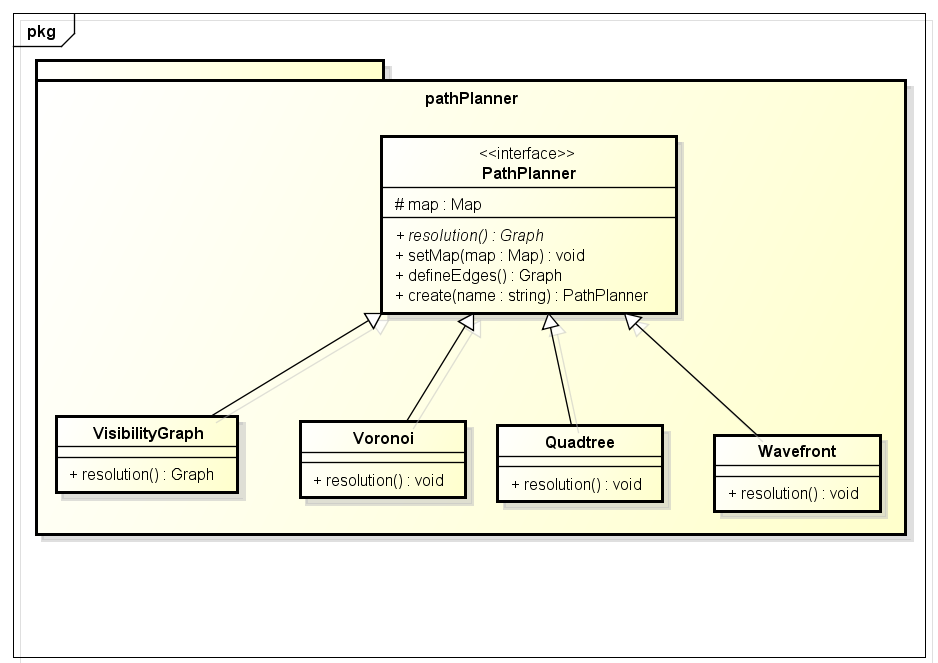 pkg
pathPlanner
<<interface>>
PathPlanner
# map : Map
+ resolution() : Graph
+ setMap(map : Map) : void
+ defineEdges() : Graph
+ create(name : string) : PathPlanner
VisibilityGraph
+ resolution() : Graph
Voronoi
+ resolution() : void
Quadtree
+ resolution() : void
Wavefront
+ resolution() : void